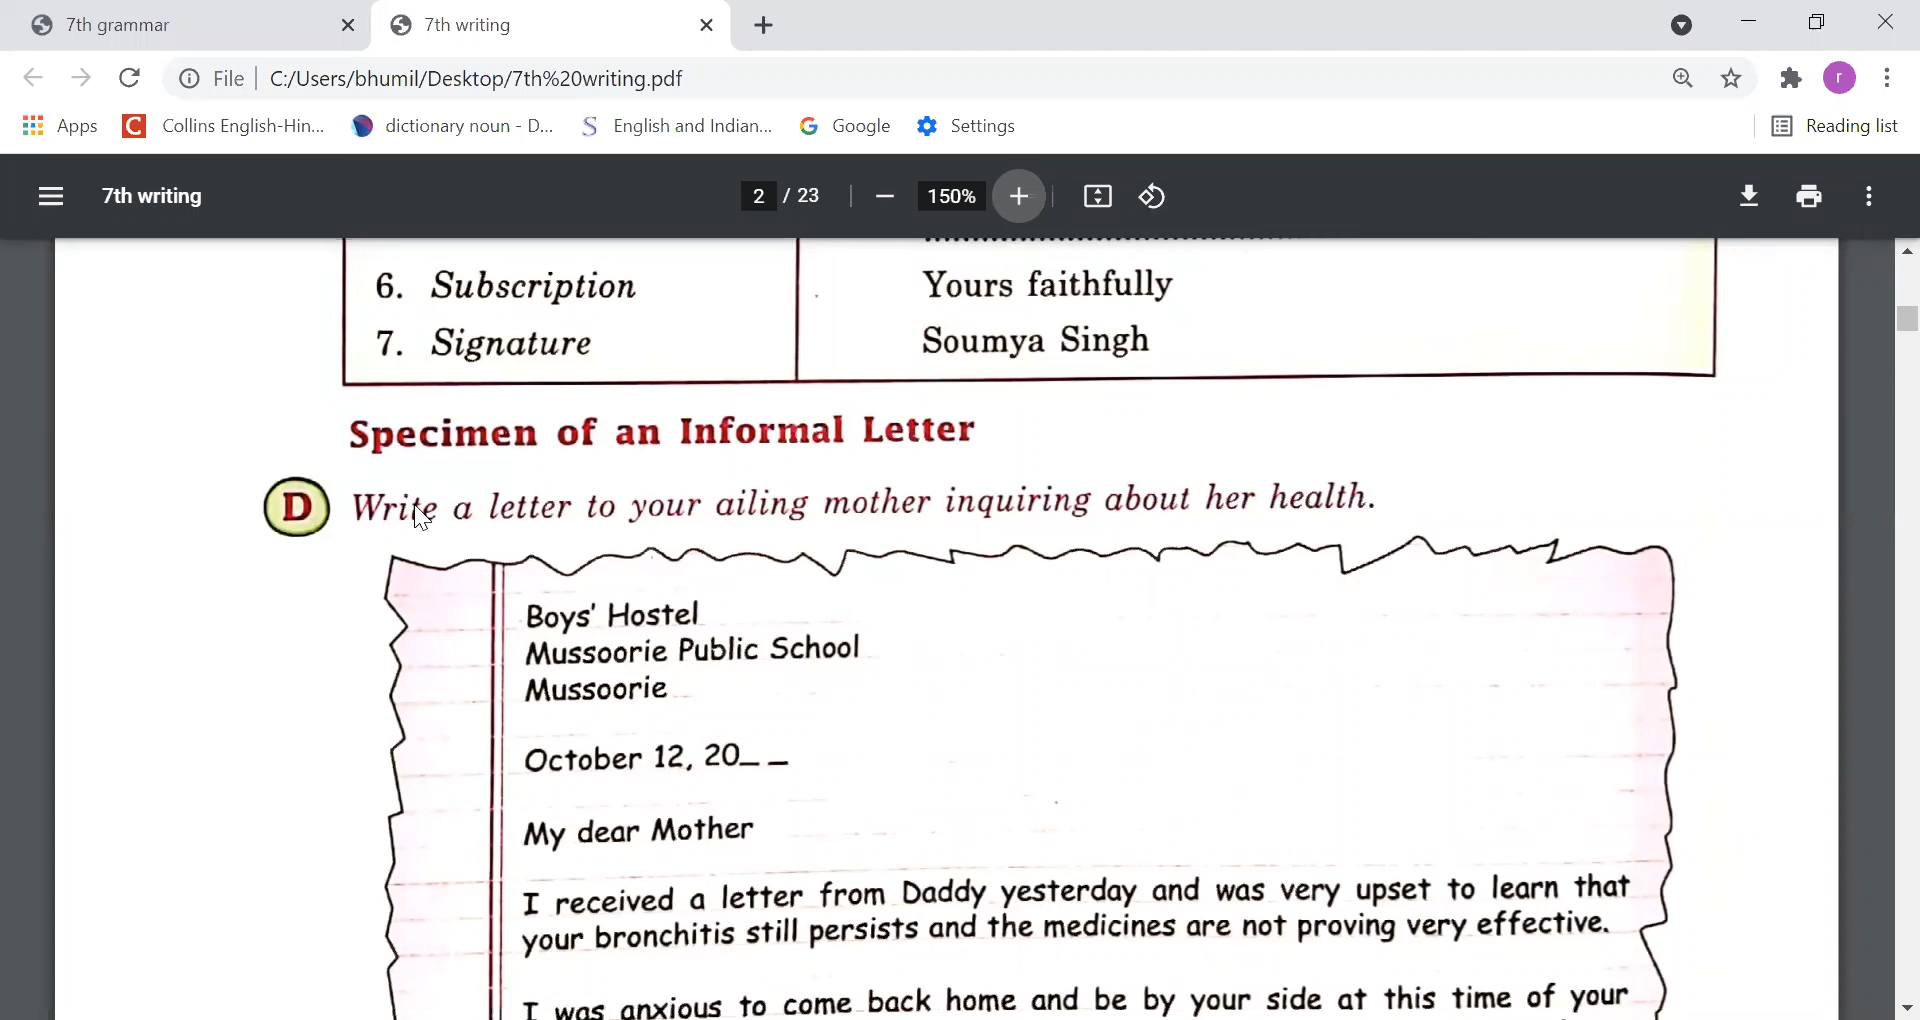 7th grammar
7th writing
File
C:/Users/bhumil/Desktop/7th%20writing.pdf
r
Apps
Collins English-Hin...
dictionary noun - D...
English and Indian...
Google
Settings
Reading list
7th writing
2 / 23
150%
6. Subscription
Yours faithfully
7. Signature
Soumya Singh
Specimen of an Informal Letter
D Write a letter to your ailing mother inquiring about her health.
Boys' Hostel
Mussoorie Public School
Mussoorie
October 12, 20_ _
My dear Mother
I received a letter from Daddy yesterday and was very upset to learn that
your bronchitis still persists and the medicines are not proving very effective.
I was anxious to come back home and be by your side at this time of your